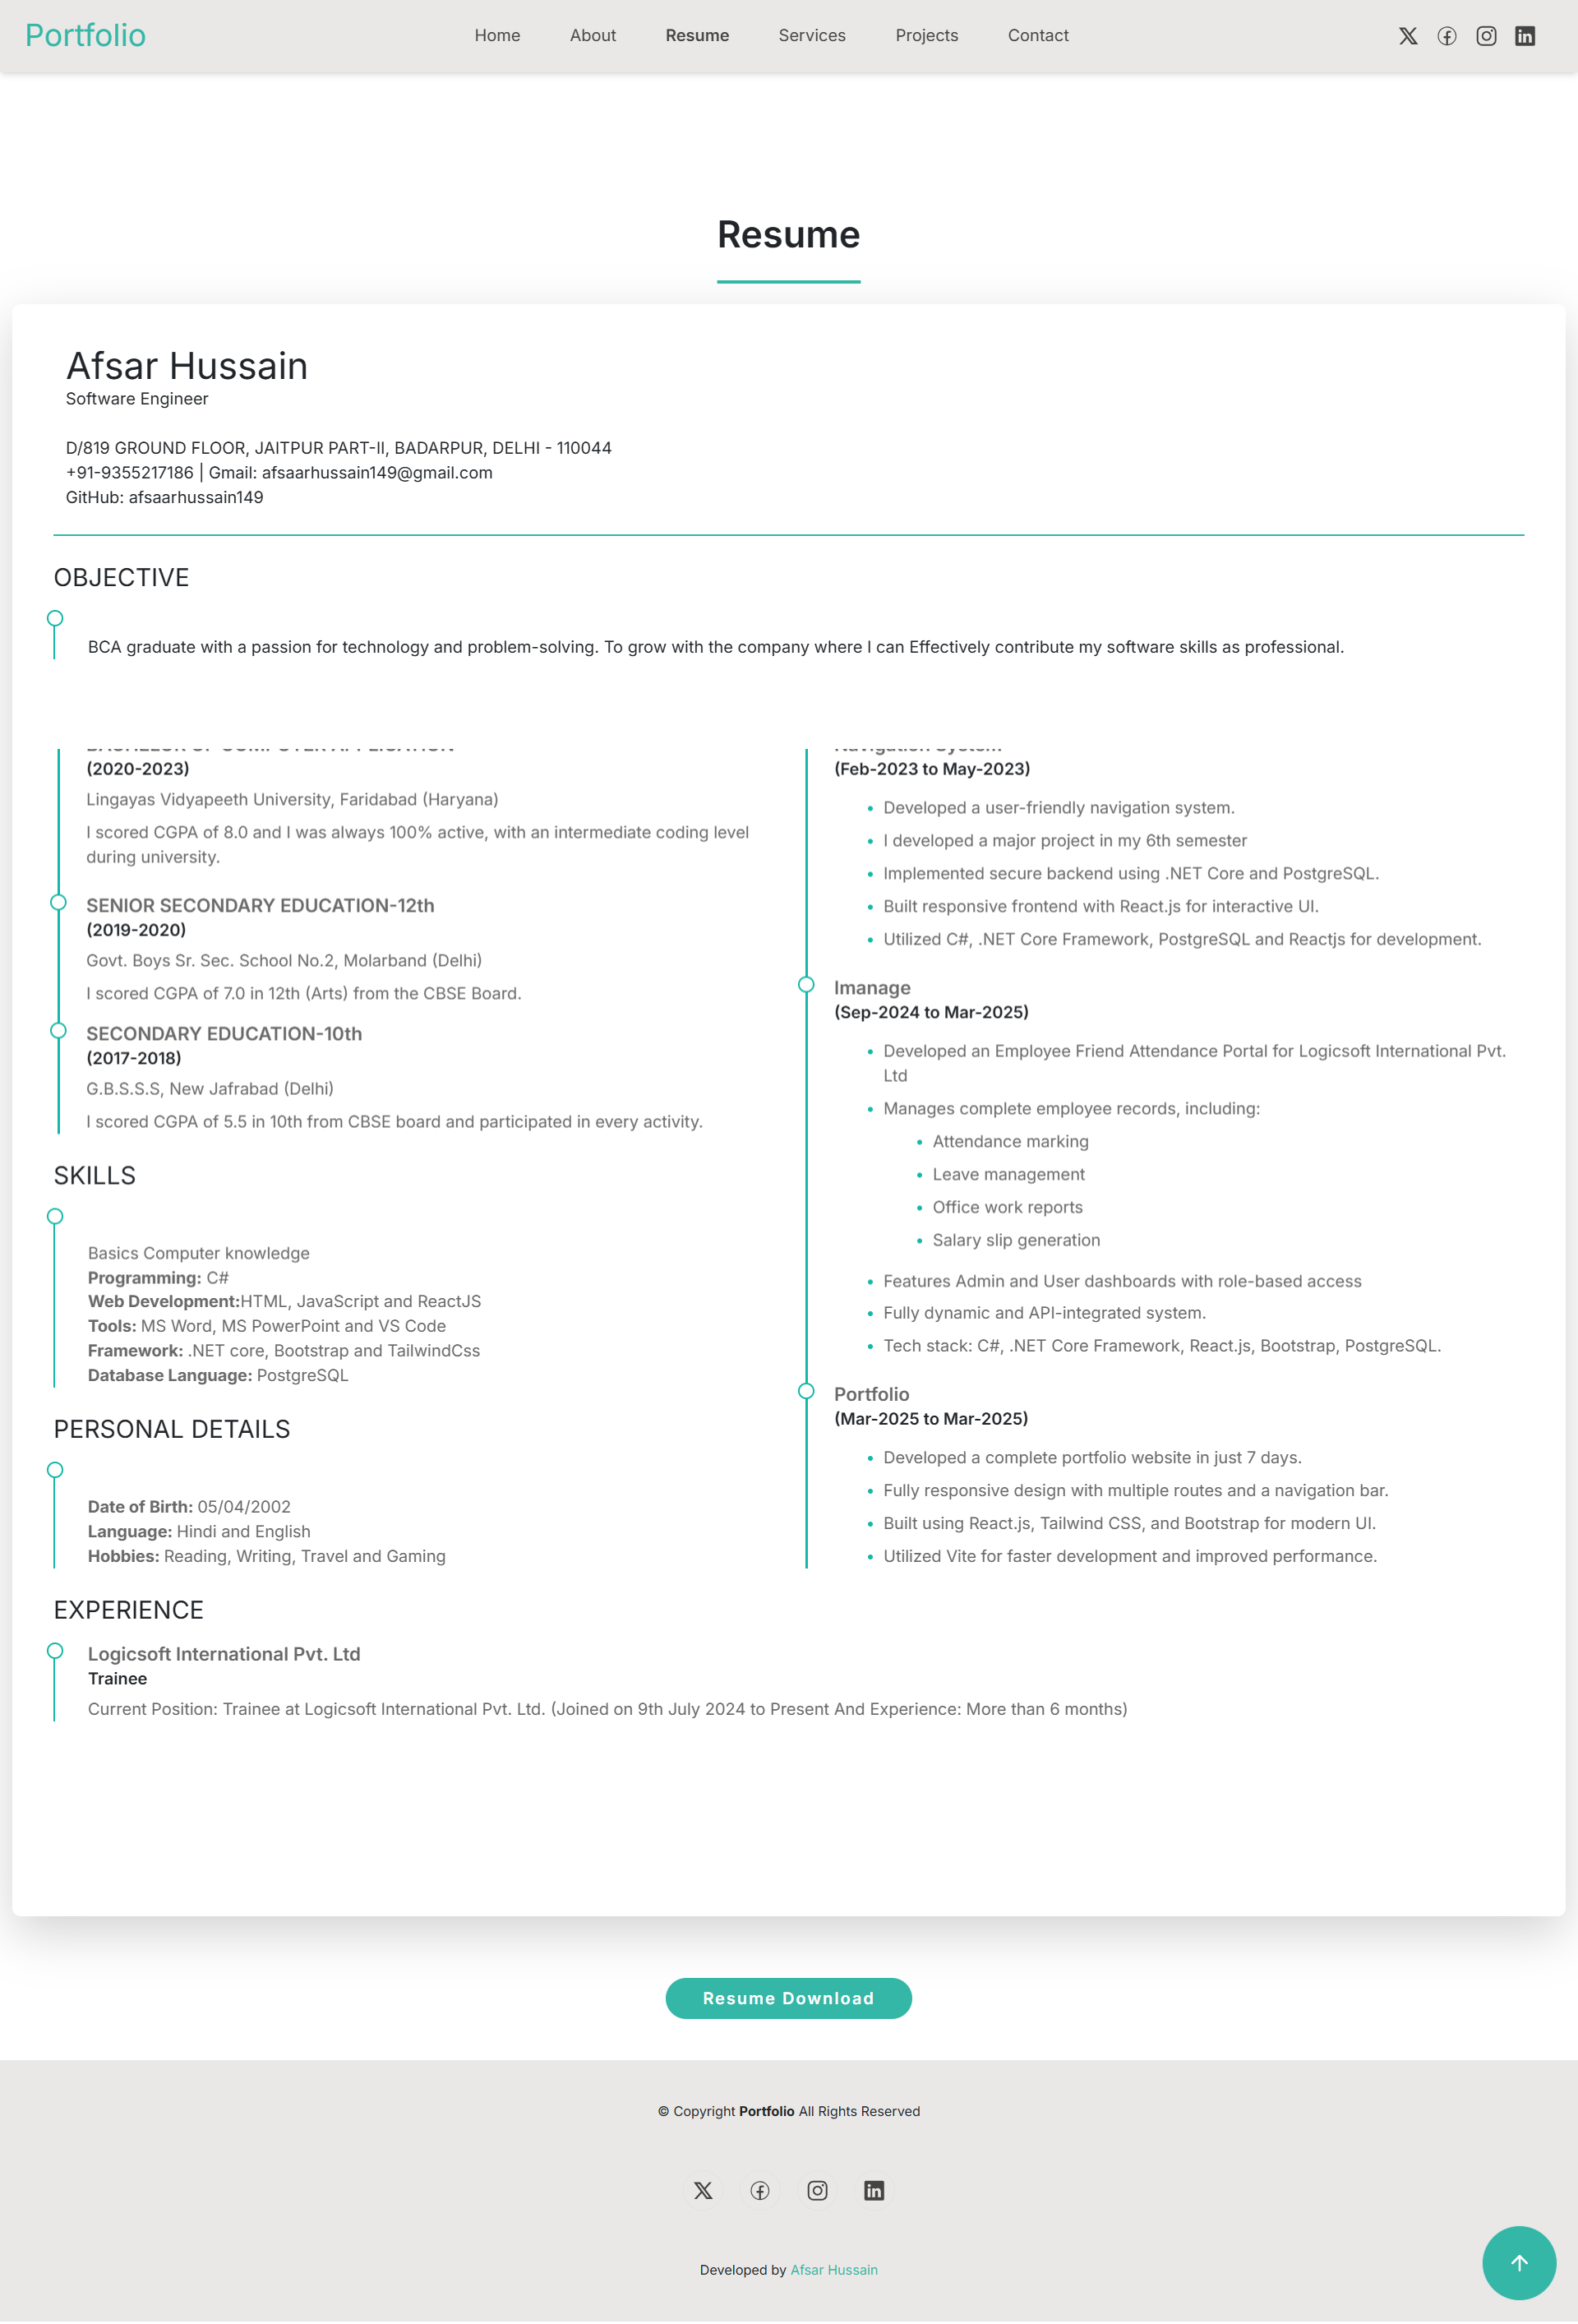 Portfolio
Home About Resume Services Projects Contact
Resume
Afsar Hussain
Software Engineer
D/819 GROUND FLOOR, JAITPUR PART-II, BADARPUR, DELHI - 110044
+91-9355217186 | Gmail: afsaarhussain149@gmail.com
GitHub: afsaarhussain149
OBJECTIVE
BCA graduate with a passion for technology and problem-solving. To grow with the company where I can Effectively contribute my software skills as professional.
(2020-2023)
Lingayas Vidyapeeth University, Faridabad (Haryana)
I scored CGPA of 8.0 and I was always 100% active, with an intermediate coding level
during university.
SENIOR SECONDARY EDUCATION-12th
(2019-2020)
Govt. Boys Sr. Sec. School No.2, Molarband (Delhi)
I scored CGPA of 7.0 in 12th (Arts) from the CBSE Board.
SECONDARY EDUCATION-10th
(2017-2018)
G.B.S.S.S, New Jafrabad (Delhi)
I scored CGPA of 5.5 in 10th from CBSE board and participated in every activity.
SKILLS
Basics Computer knowledge
Programming: C#
Web Development:HTML, JavaScript and ReactJS
Tools: MS Word, MS PowerPoint and VS Code
Framework: .NET core, Bootstrap and TailwindCss
Database Language: PostgreSQL
PERSONAL DETAILS
Date of Birth: 05/04/2002
Language: Hindi and English
Hobbies: Reading, Writing, Travel and Gaming
Navigation System
(Feb-2023 to May-2023)
Developed a user-friendly navigation system.
I developed a major project in my 6th semester
Implemented secure backend using .NET Core and PostgreSQL.
Built responsive frontend with React.js for interactive UI.
Utilized C#, .NET Core Framework, PostgreSQL and Reactjs for development.
Imanage
(Sep-2024 to Mar-2025)
Developed an Employee Friend Attendance Portal for Logicsoft International Pvt.
Ltd
Manages complete employee records, including:
Attendance marking
Leave management
Office work reports
Salary slip generation
Features Admin and User dashboards with role-based access
Fully dynamic and API-integrated system.
Tech stack: C#, .NET Core Framework, React.js, Bootstrap, PostgreSQL.
Portfolio
(Mar-2025 to Mar-2025)
Developed a complete portfolio website in just 7 days.
Fully responsive design with multiple routes and a navigation bar.
Built using React.js, Tailwind CSS, and Bootstrap for modern UI.
Utilized Vite for faster development and improved performance.
EXPERIENCE
Logicsoft International Pvt. Ltd
Trainee
Current Position: Trainee at Logicsoft International Pvt. Ltd. (Joined on 9th July 2024 to Present And Experience: More than 6 months)
Resume Download
© Copyright Portfolio All Rights Reserved
Developed by Afsar Hussain